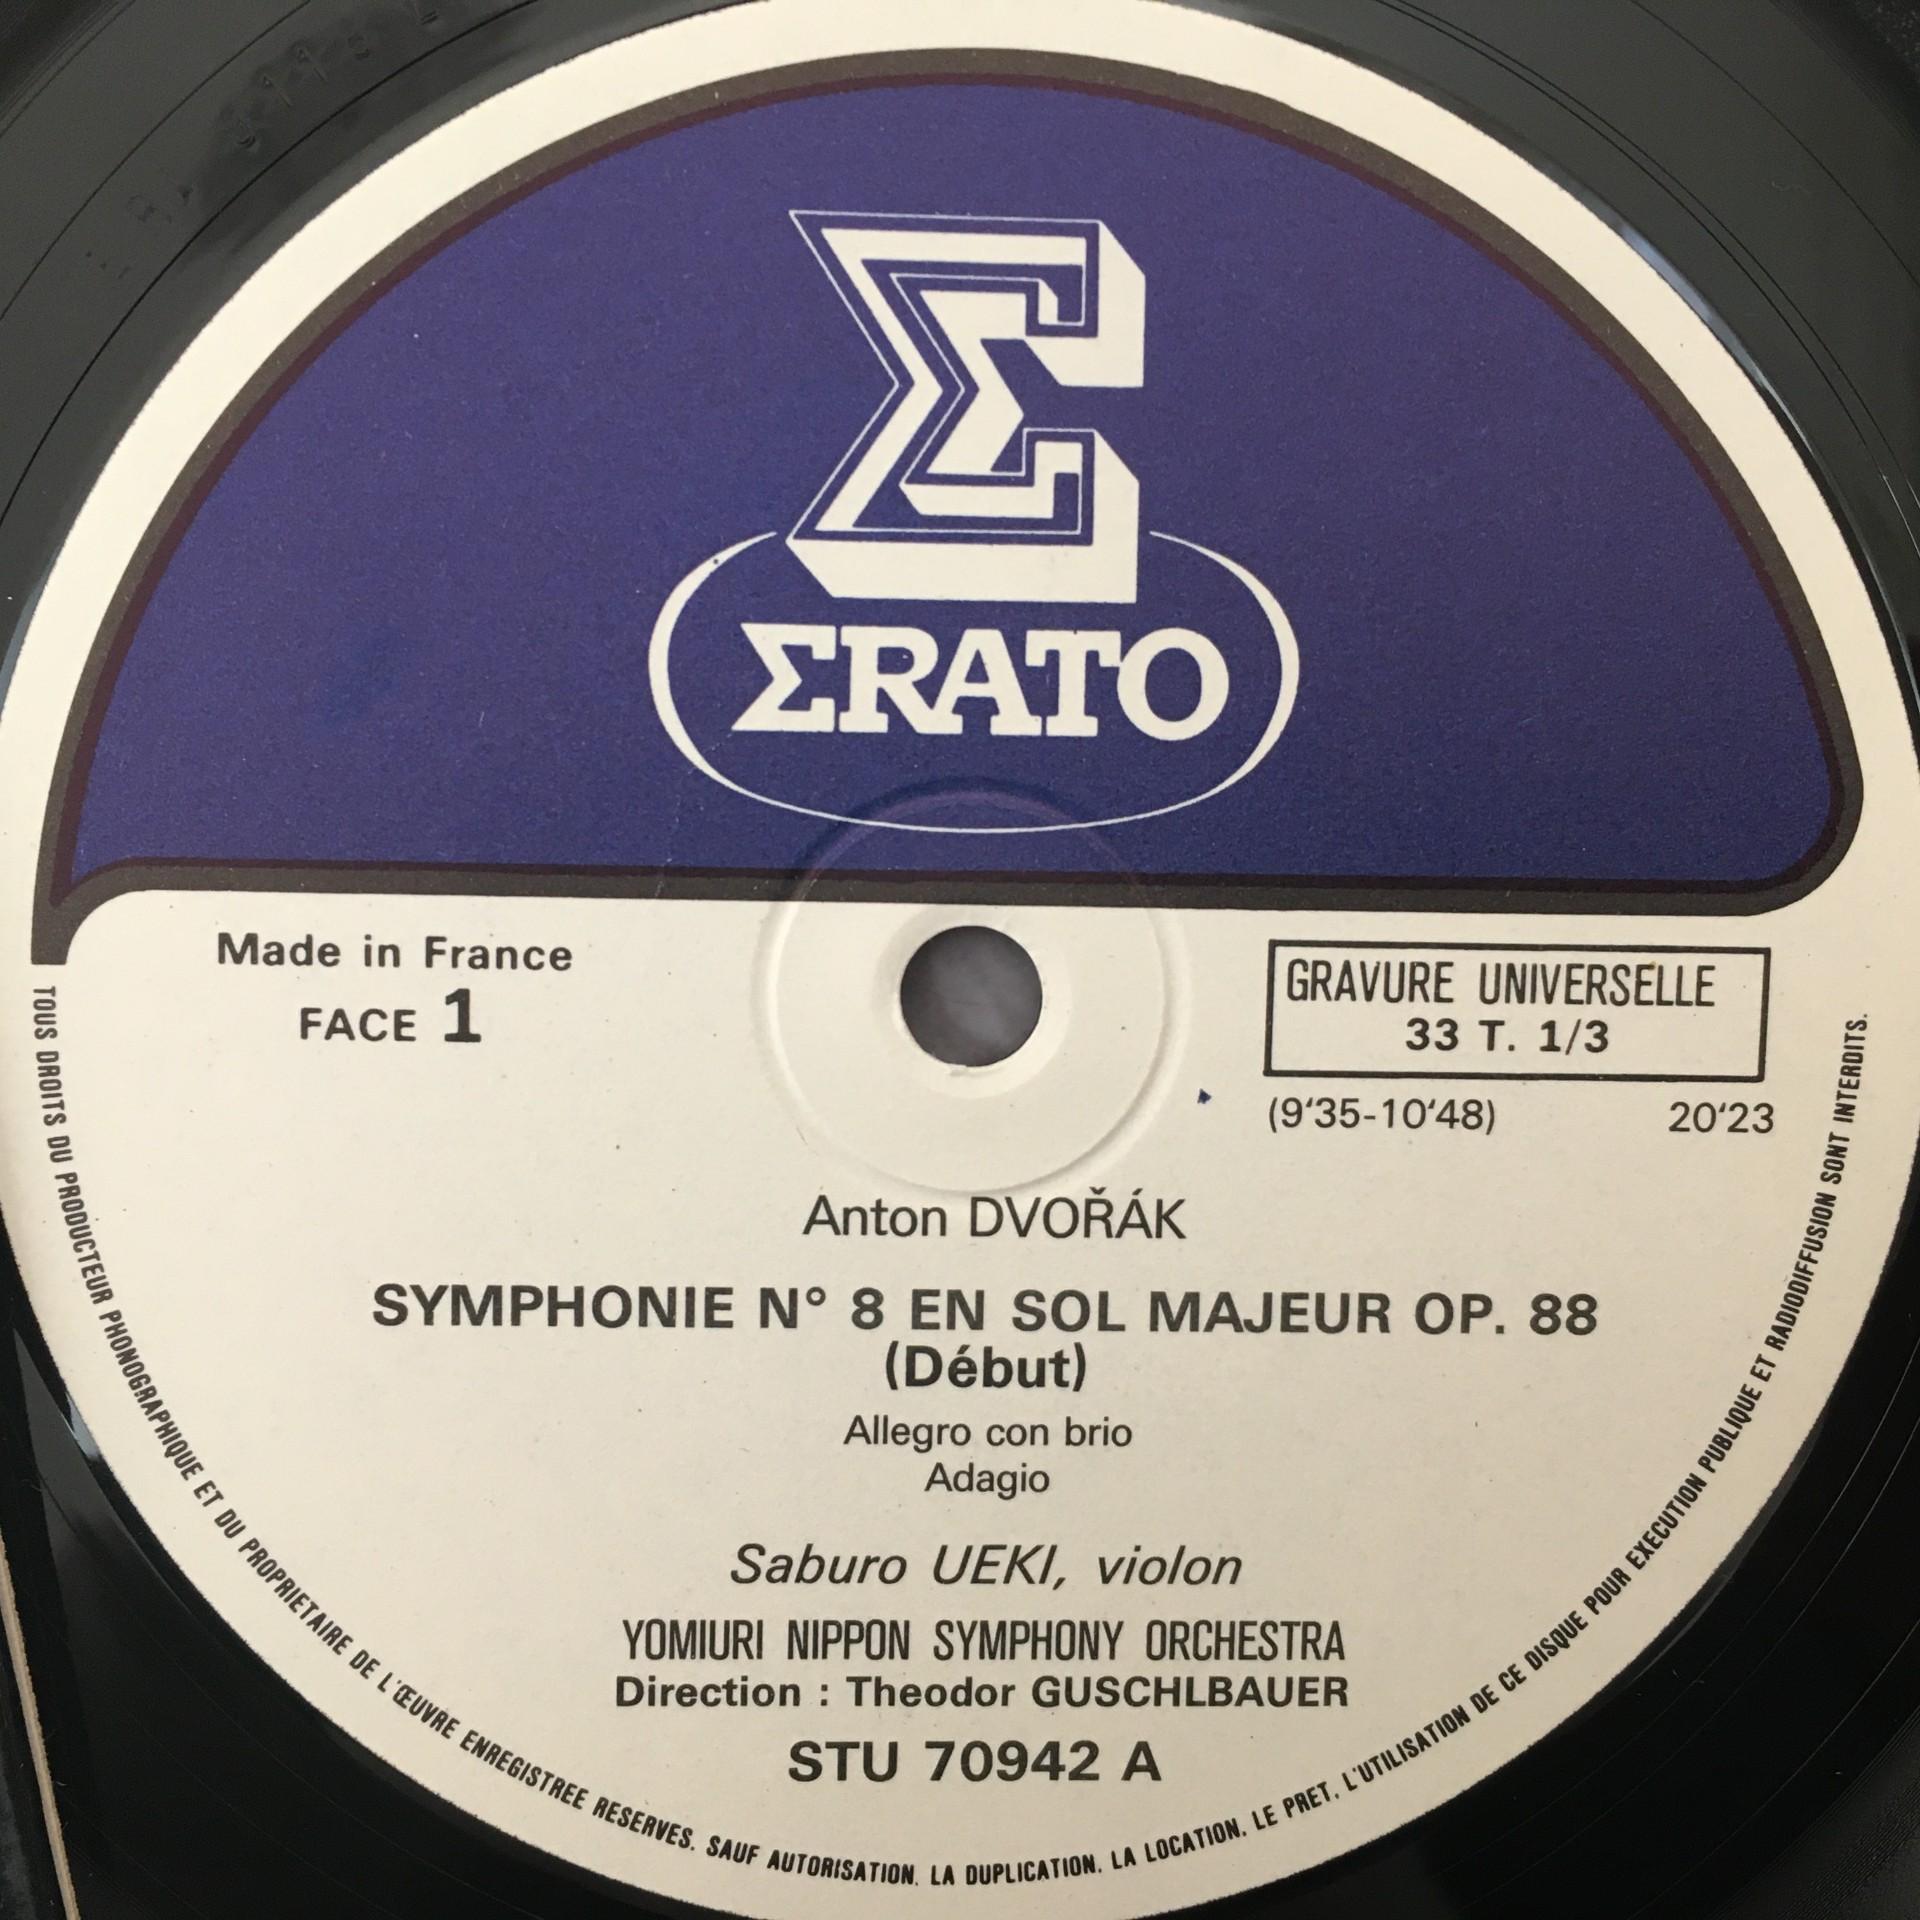 Σ
ΣRATO
Made in France
FACE 1
GRAVURE UNIVERSELLE
33 T. 1/3
(9'35-10'48) 20'23
Anton DVOŘÁK
SYMPHONIE N° 8 EN SOL MAJEUR OP. 88
(Début)
Allegro con brio
Adagio
Saburo UEKI, violon
YOMIURI NIPPON SYMPHONY ORCHESTRA
Direction : Theodor GUSCHLBAUER
STU 70942 A
TOUS DROITS DU PRODUCTEUR PHONOGRAPHIQUE ET DU PROPRIETAIRE DE L'ŒUVRE ENREGISTREE RESERVES. SAUF AUTORISATION. LA DUPLICATION. LA LOCATION. LE PRET. L'UTILISATION DE CE DISQUE POUR EXECUTION PUBLIQUE ET RADIODIFFUSION SONT INTERDITS.